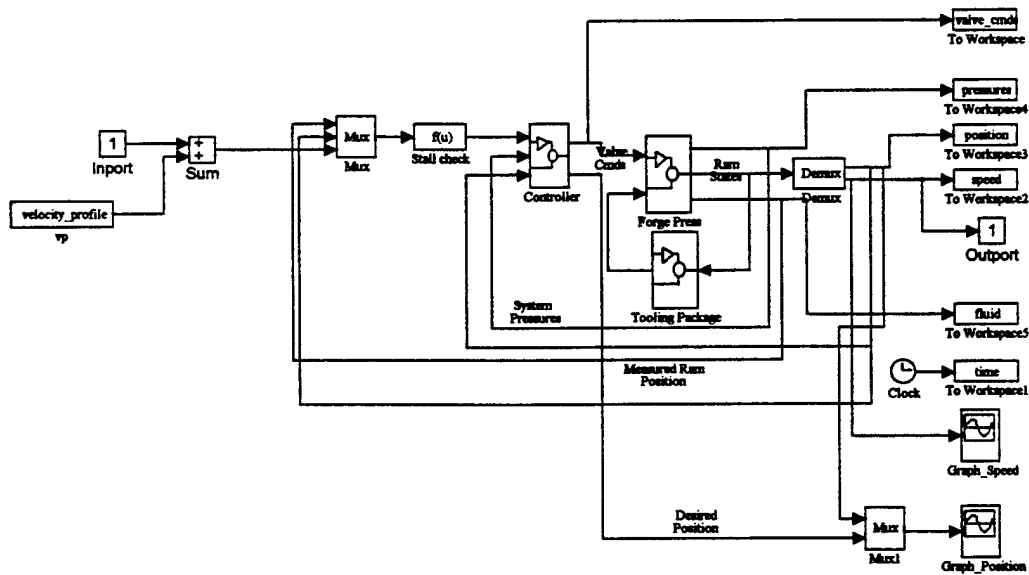 valve_cmds
To Workspace
pressures
To Workspace4
position
To Workspace3
speed
To Workspace2
1
Outport
1
Inport
+
+
Sum
velocity_profile
vp
Mux
Mux
f(u)
Stall check
Controller
Valve
Cmds
Forge Press
Ram
States
Demux
Demux
Tooling Package
System
Pressures
Measured Ram
Position
fluid
To Workspace5
Clock
time
To Workspace1
Graph_Speed
Desired
Position
Mux
Mux1
Graph_Position